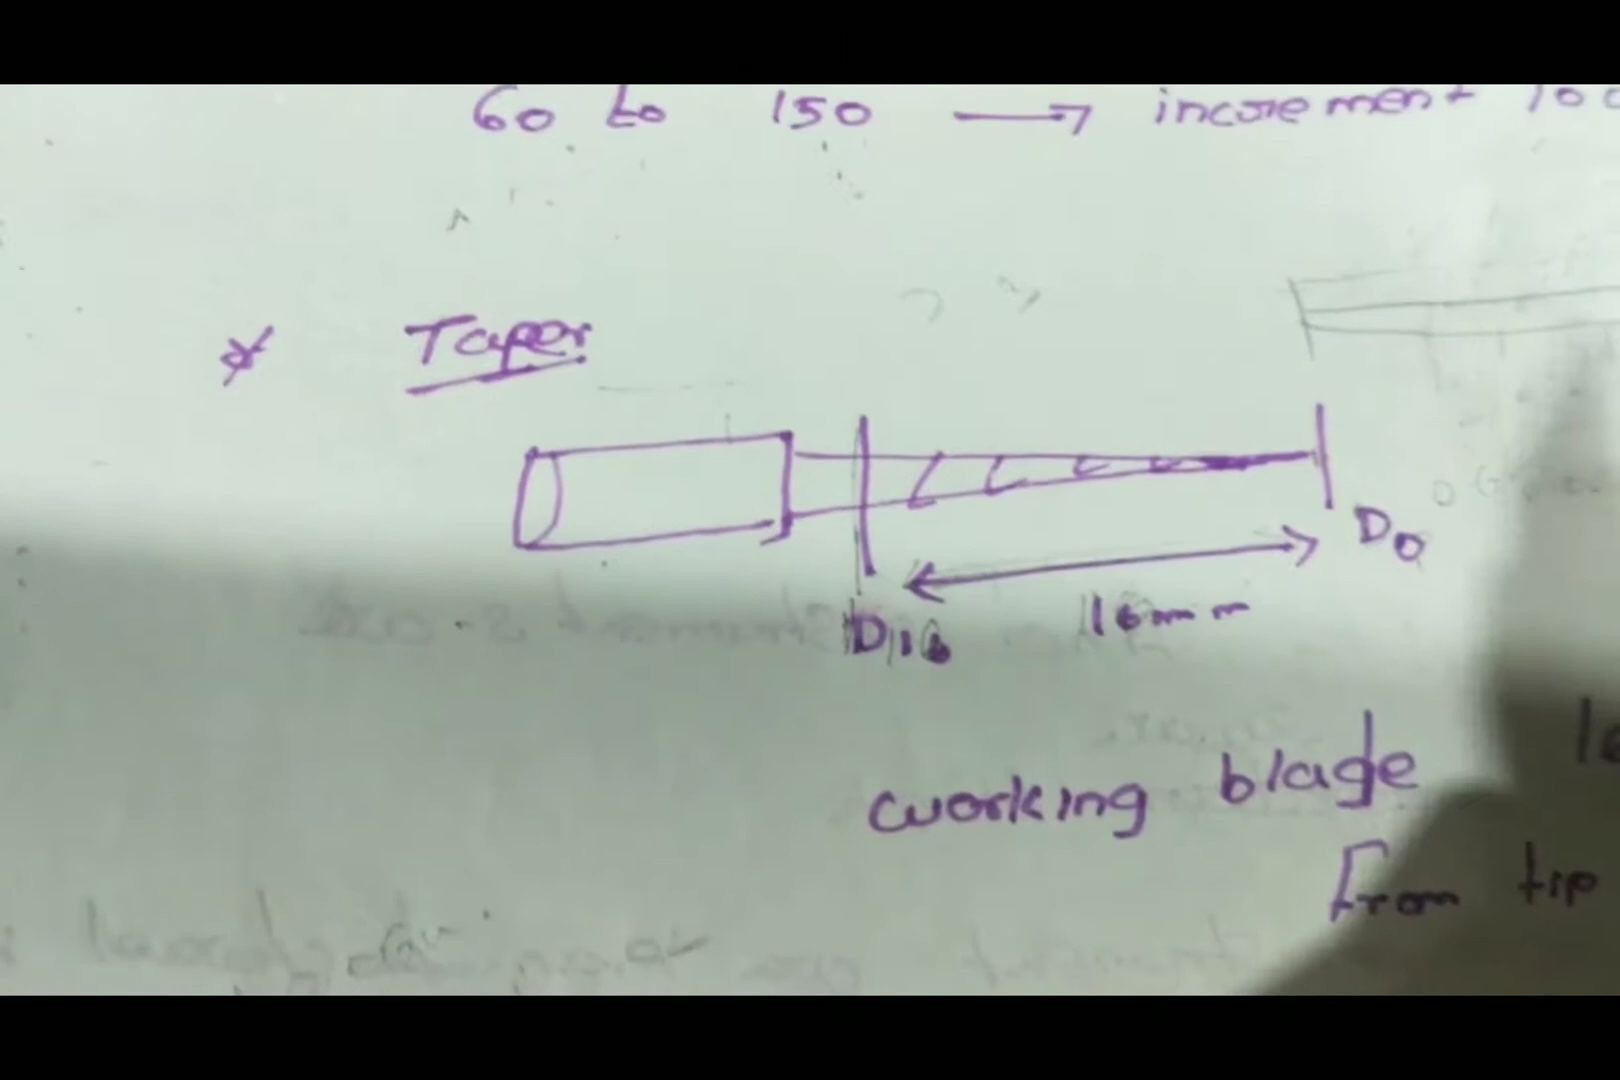 60 to 150 → increment
* Taper
D0
D16
16mm
working blade
From tip